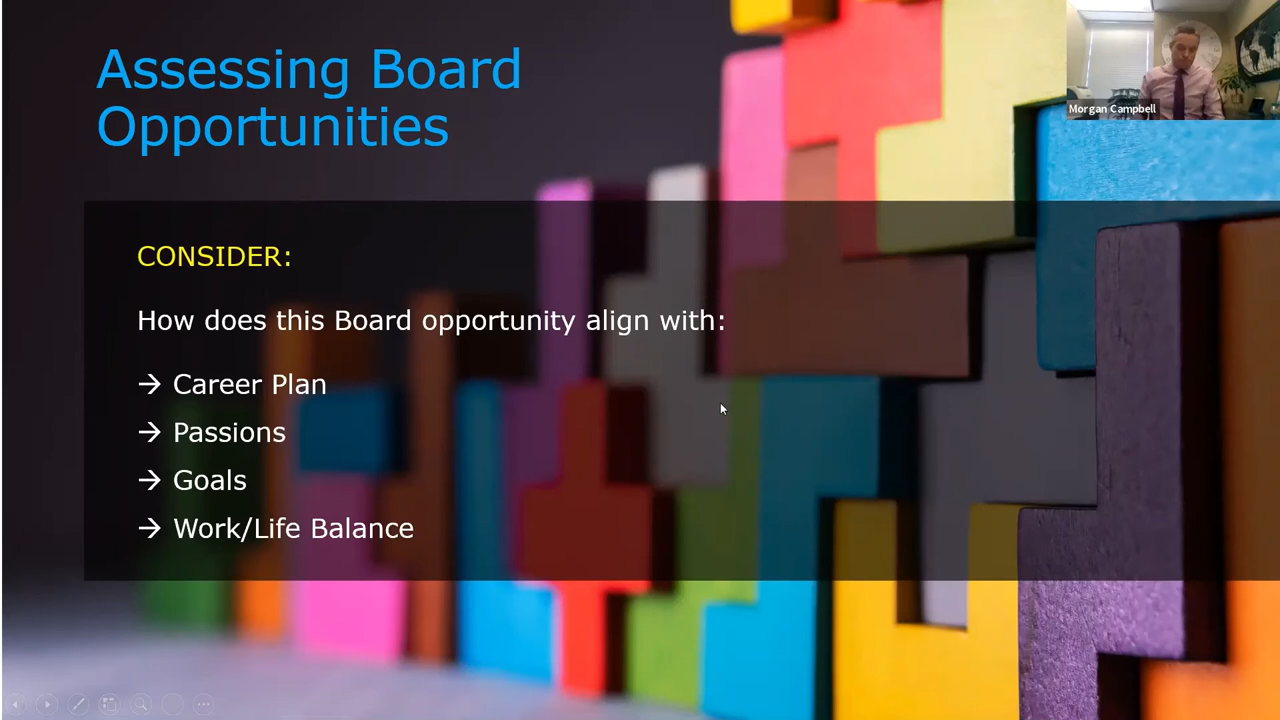 Assessing Board
Opportunities
Morgan Campbell
CONSIDER:
How does this Board opportunity align with:
→ Career Plan
→ Passions
→ Goals
→ Work/Life Balance